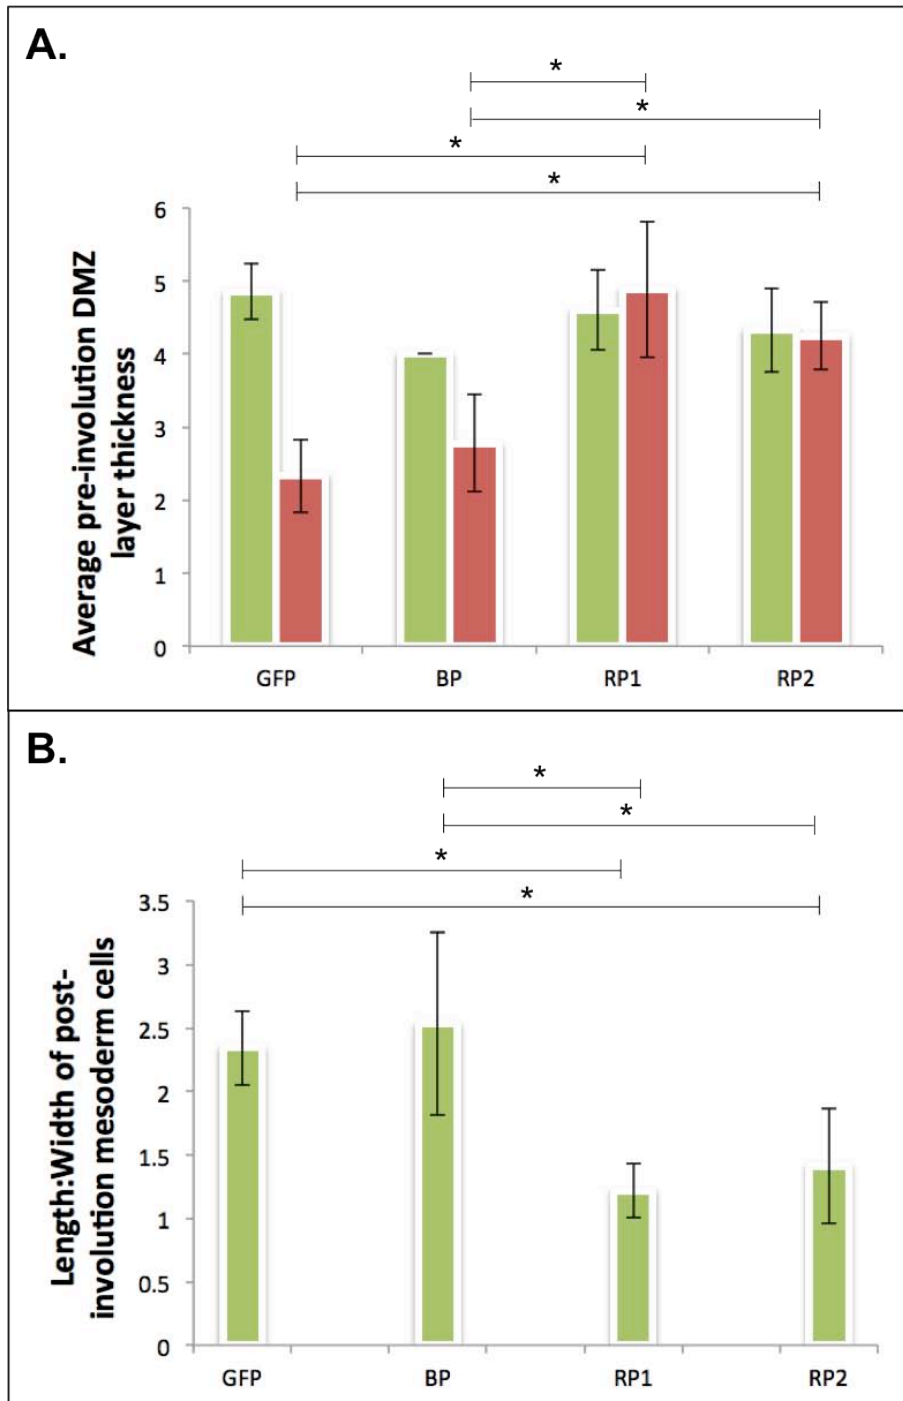 A.
*
*
*
*
Average pre-involution DMZ
layer thickness
6
5
4
3
2
1
0
GFP BP RP1 RP2
B.
*
*
*
*
Length:Width of post-
involution mesoderm cells
3.5
3
2.5
2
1.5
1
0.5
0
GFP BP RP1 RP2